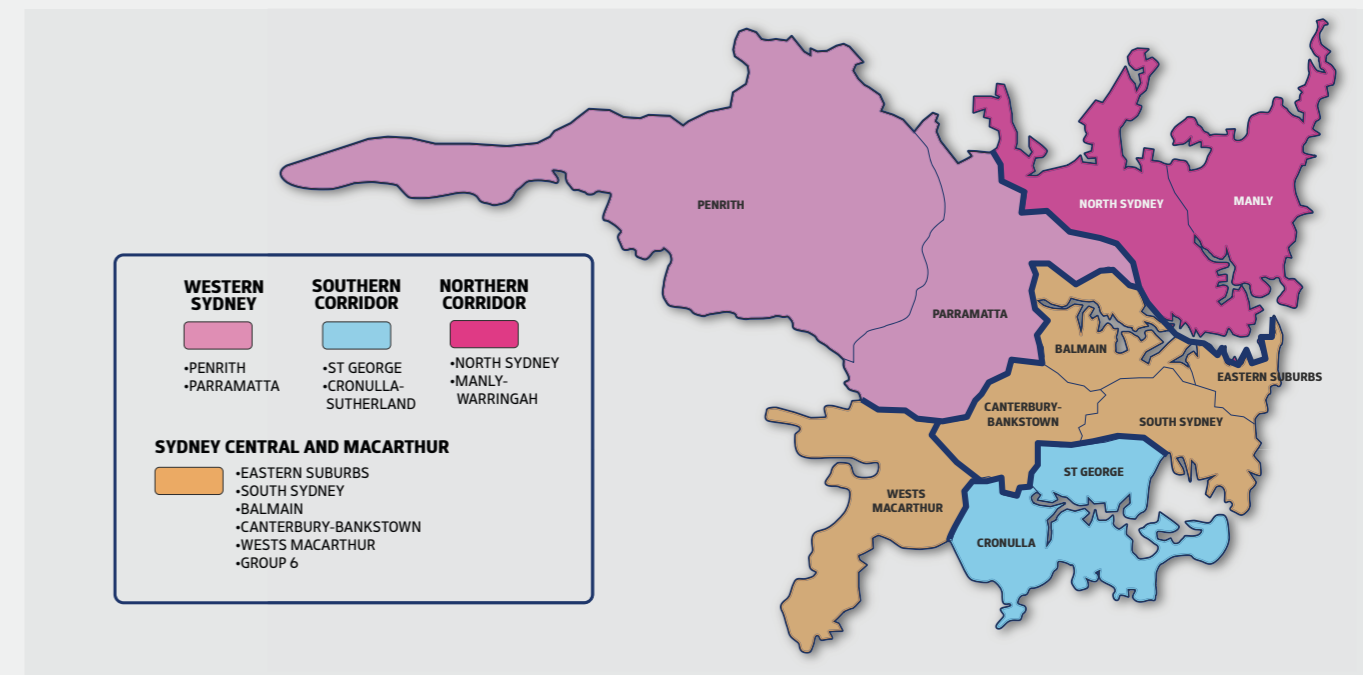 WESTERN
SYDNEY
•PENRITH
•PARRAMATTA
SOUTHERN
CORRIDOR
•ST GEORGE
•CRONULLA-
SUTHERLAND
NORTHERN
CORRIDOR
•NORTH SYDNEY
•MANLY-
WARRINGAH
SYDNEY CENTRAL AND MACARTHUR
•EASTERN SUBURBS
•SOUTH SYDNEY
•BALMAIN
•CANTERBURY-BANKSTOWN
•WESTS MACARTHUR
•GROUP 6
PENRITH
NORTH SYDNEY
MANLY
PARRAMATTA
BALMAIN
EASTERN SUBURBS
CANTERBURY-
BANKSTOWN
SOUTH SYDNEY
ST GEORGE
WESTS
MACARTHUR
CRONULLA